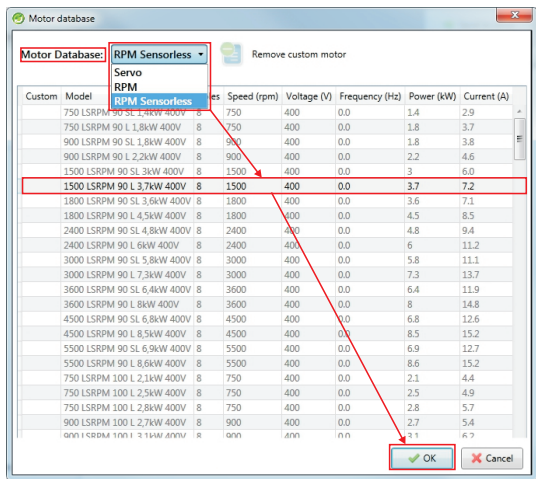 Motor database
Motor Database: RPM Sensorless Remove custom motor
Servo
RPM
RPM Sensorless
Custom Model es Speed (rpm) Voltage (V) Frequency (Hz) Power (kW) Current (A)
750 LSRPM 90 SL 1,4kW 400V 8 750 400 0.0 1.4 2.9
750 LSRPM 90 L 1,8kW 400V 8 750 400 0.0 1.8 3.7
900 LSRPM 90 SL 1,8kW 400V 8 900 400 0.0 1.8 3.8
900 LSRPM 90 L 2,2kW 400V 8 900 400 0.0 2.2 4.6
1500 LSRPM 90 SL 3kW 400V 8 1500 400 0.0 3 6.0
1500 LSRPM 90 L 3,7kW 400V 8 1500 400 0.0 3.7 7.2
1800 LSRPM 90 SL 3,6kW 400V 8 1800 400 0.0 3.6 7.1
1800 LSRPM 90 L 4,5kW 400V 8 1800 400 0.0 4.5 8.5
2400 LSRPM 90 SL 4,8kW 400V 8 2400 400 0.0 4.8 9.4
2400 LSRPM 90 L 6kW 400V 8 2400 400 0.0 6 11.2
3000 LSRPM 90 SL 5,8kW 400V 8 3000 400 0.0 5.8 11.1
3000 LSRPM 90 L 7,3kW 400V 8 3000 400 0.0 7.3 13.7
3600 LSRPM 90 SL 6,4kW 400V 8 3600 400 0.0 6.4 11.9
3600 LSRPM 90 L 8kW 400V 8 3600 400 0.0 8 14.8
4500 LSRPM 90 SL 6,8kW 400V 8 4500 400 0.0 6.8 12.6
4500 LSRPM 90 L 8,5kW 400V 8 4500 400 0.0 8.5 15.2
5500 LSRPM 90 SL 6,9kW 400V 8 5500 400 0.0 6.9 12.7
5500 LSRPM 90 L 8,6kW 400V 8 5500 400 0.0 8.6 15.2
750 LSRPM 100 L 2,1kW 400V 8 750 400 0.0 2.1 4.4
750 LSRPM 100 L 2,5kW 400V 8 750 400 0.0 2.5 4.9
750 LSRPM 100 L 2,8kW 400V 8 750 400 0.0 2.8 5.7
900 LSRPM 100 L 2,7kW 400V 8 900 400 0.0 2.7 5.4
900 LSRPM 100 L 3,1kW 400V 8 900 400 0.0 3.1 6.2
OK Cancel